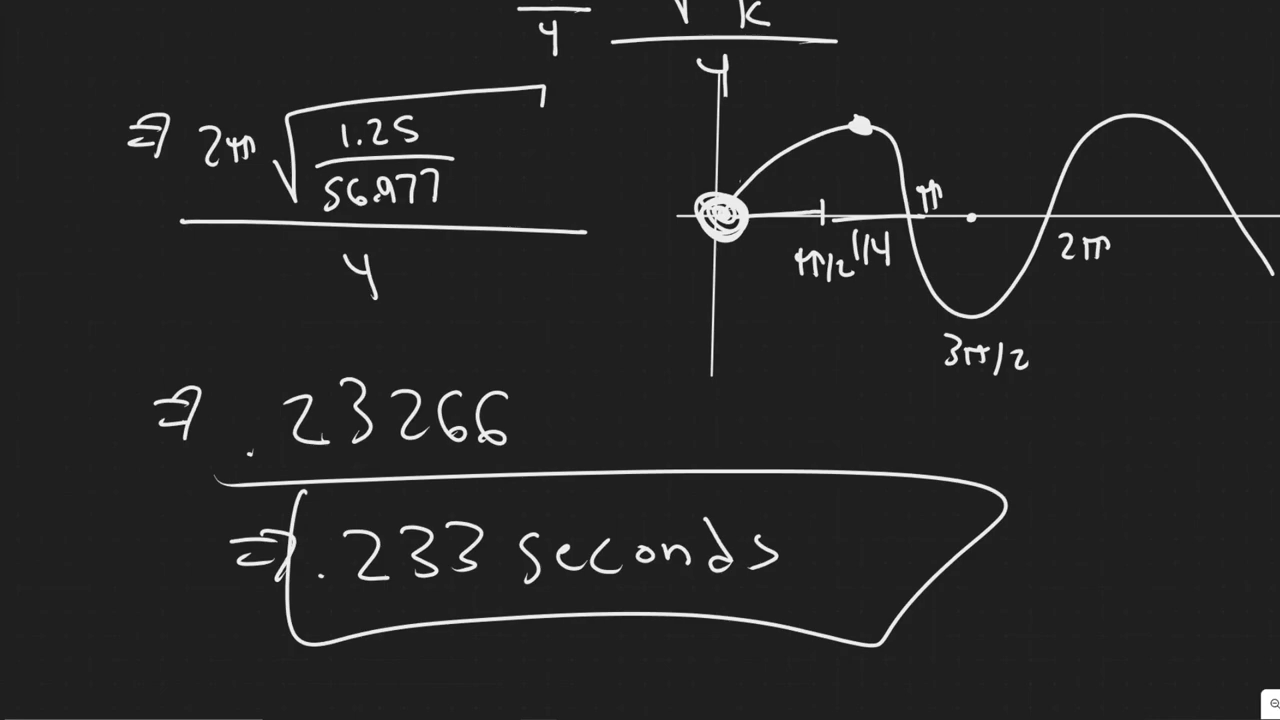 4
√ k
4
⇒ 2π √ 1.25
56.977
4
π
π/2 1/4
2π
3π/2
⇒ .23266
⇒ .233 seconds